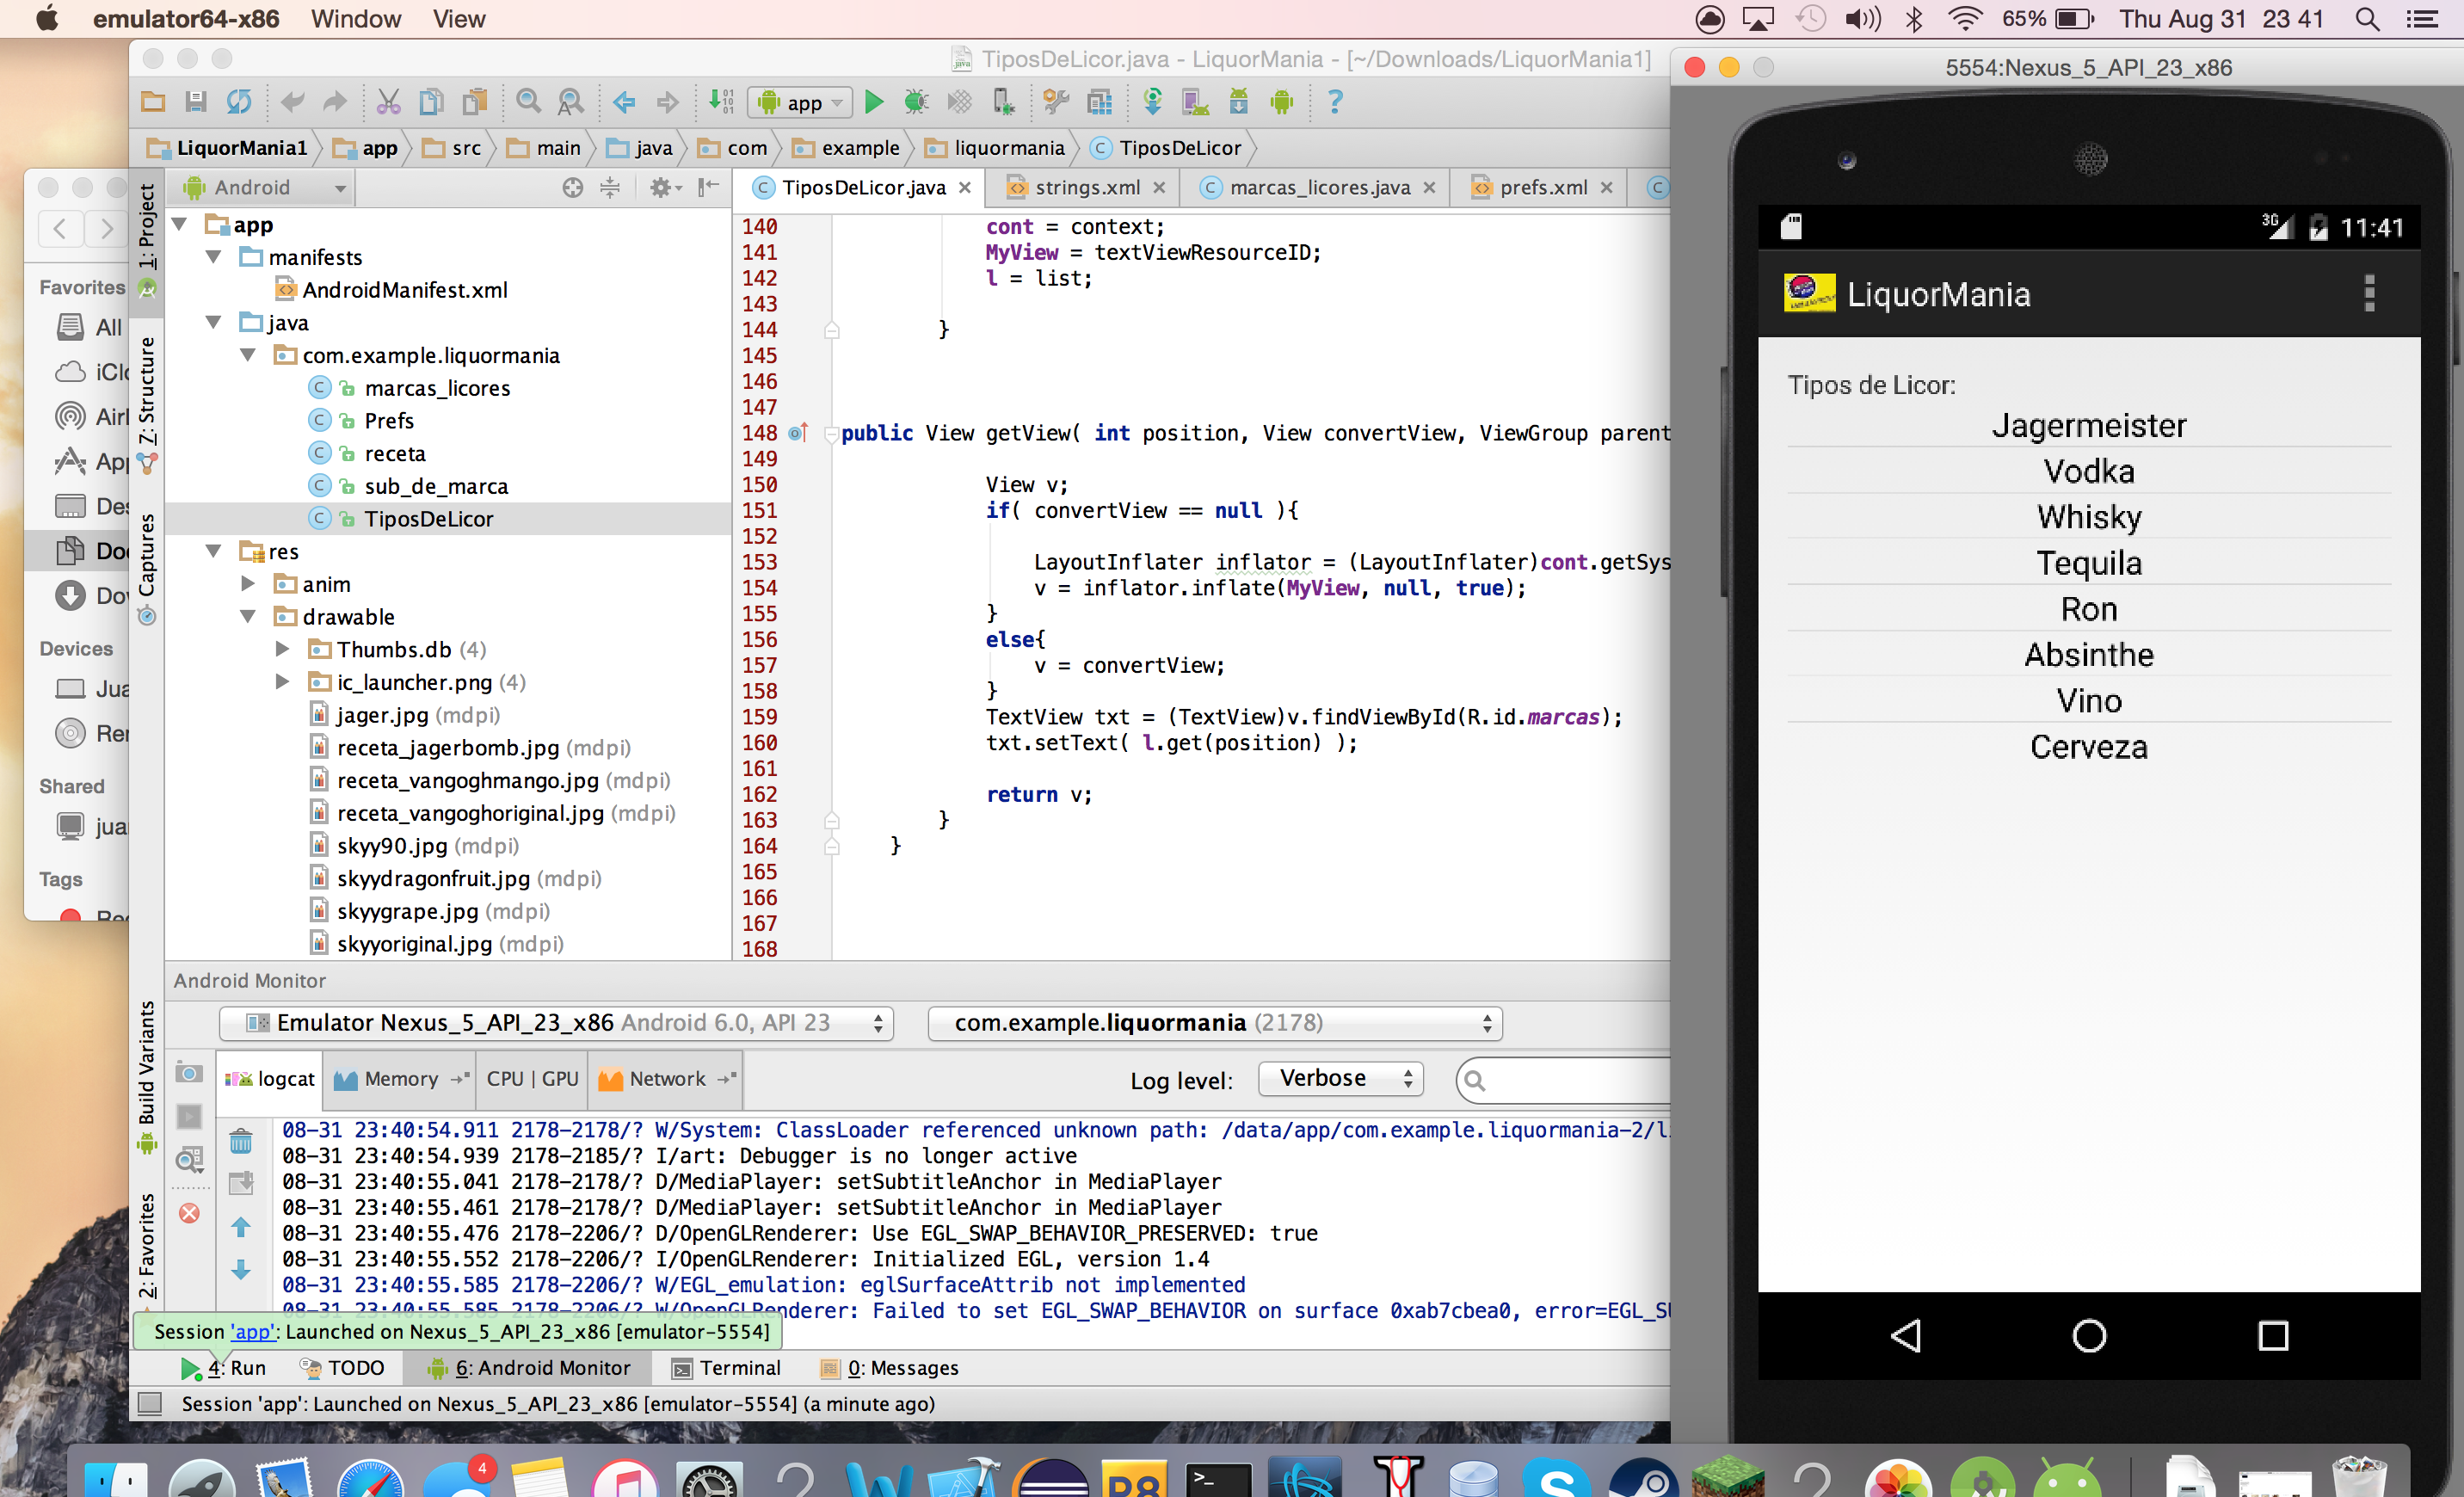 emulator64-x86 Window View
65% Thu Aug 31 23 41
TiposDeLicor.java - LiquorMania - [~/Downloads/LiquorMania1]
app
LiquorMania1 app src main java com example liquormania TiposDeLicor
Favorites
All
Devices
Shared
Tags
1: Project
7: Structure
Captures
Build Variants
2: Favorites
Android
app
manifests
AndroidManifest.xml
java
com.example.liquormania
marcas_licores
Prefs
receta
sub_de_marca
TiposDeLicor
res
anim
drawable
Thumbs.db (4)
ic_launcher.png (4)
jager.jpg (mdpi)
receta_jagerbomb.jpg (mdpi)
receta_vangoghmango.jpg (mdpi)
receta_vangoghoriginal.jpg (mdpi)
skyy90.jpg (mdpi)
skyydragonfruit.jpg (mdpi)
skyygrape.jpg (mdpi)
skyyoriginal.jpg (mdpi)
TiposDeLicor.java strings.xml marcas_licores.java prefs.xml
140 cont = context;
141 MyView = textViewResourceID;
142 l = list;
143
144 }
145
146
147
148 public View getView( int position, View convertView, ViewGroup parent
149
150 View v;
151 if( convertView == null ){
152
153 LayoutInflater inflator = (LayoutInflater)cont.getSys
154 v = inflator.inflate(MyView, null, true);
155 }
156 else{
157 v = convertView;
158 }
159 TextView txt = (TextView)v.findViewById(R.id.marcas);
160 txt.setText( l.get(position) );
161
162 return v;
163 }
164 }
165
166
167
168
Android Monitor
Emulator Nexus_5_API_23_x86 Android 6.0, API 23
com.example.liquormania (2178)
logcat Memory CPU | GPU Network Log level: Verbose
08-31 23:40:54.911 2178-2178/? W/System: ClassLoader referenced unknown path: /data/app/com.example.liquormania-2/l
08-31 23:40:54.939 2178-2185/? I/art: Debugger is no longer active
08-31 23:40:55.041 2178-2178/? D/MediaPlayer: setSubtitleAnchor in MediaPlayer
08-31 23:40:55.461 2178-2178/? D/MediaPlayer: setSubtitleAnchor in MediaPlayer
08-31 23:40:55.476 2178-2206/? D/OpenGLRenderer: Use EGL_SWAP_BEHAVIOR_PRESERVED: true
08-31 23:40:55.552 2178-2206/? I/OpenGLRenderer: Initialized EGL, version 1.4
08-31 23:40:55.585 2178-2206/? W/EGL_emulation: eglSurfaceAttrib not implemented
08-31 23:40:55.585 2178-2206/? W/OpenGLRenderer: Failed to set EGL_SWAP_BEHAVIOR on surface 0xab7cbea0, error=EGL_SU
Session 'app': Launched on Nexus_5_API_23_x86 [emulator-5554]
4: Run TODO 6: Android Monitor Terminal 0: Messages
Session 'app': Launched on Nexus_5_API_23_x86 [emulator-5554] (a minute ago)
5554:Nexus_5_API_23_x86
3G 11:41
LiquorMania
Tipos de Licor:
Jagermeister
Vodka
Whisky
Tequila
Ron
Absinthe
Vino
Cerveza
4